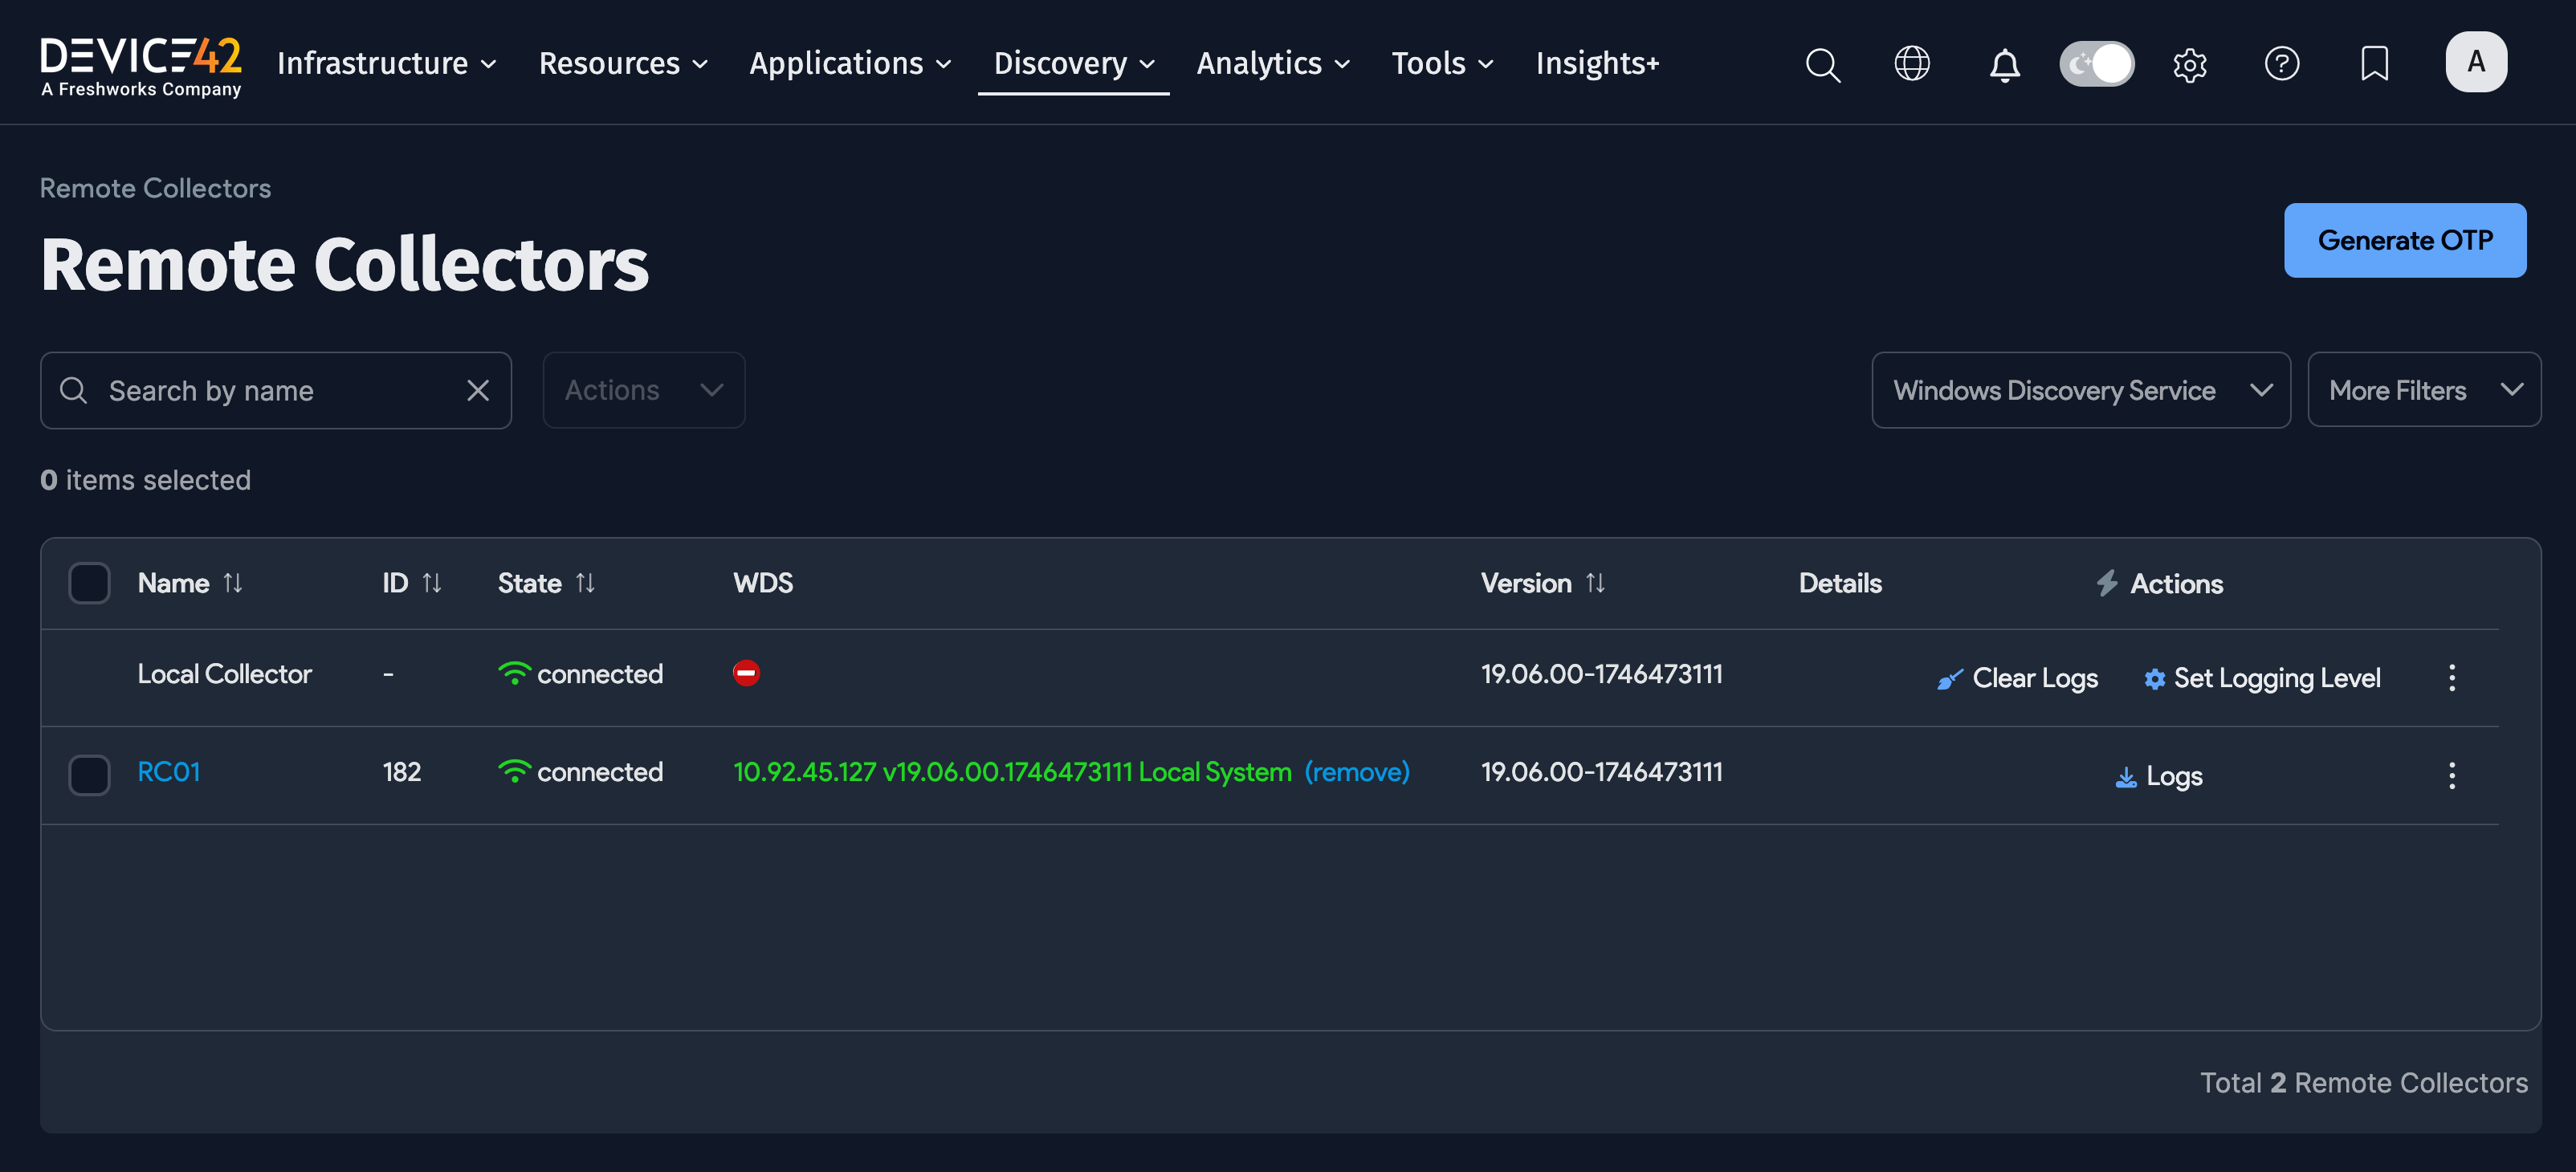 DEVICE42
A Freshworks Company
Infrastructure Resources Applications Discovery Analytics Tools Insights+
A
Remote Collectors
Remote Collectors
Generate OTP
Search by name Actions Windows Discovery Service More Filters
0 items selected
Name ID State WDS Version Details Actions
Local Collector - connected 19.06.00-1746473111 Clear Logs Set Logging Level
RC01 182 connected 10.92.45.127 v19.06.00.1746473111 Local System (remove) 19.06.00-1746473111 Logs
Total 2 Remote Collectors